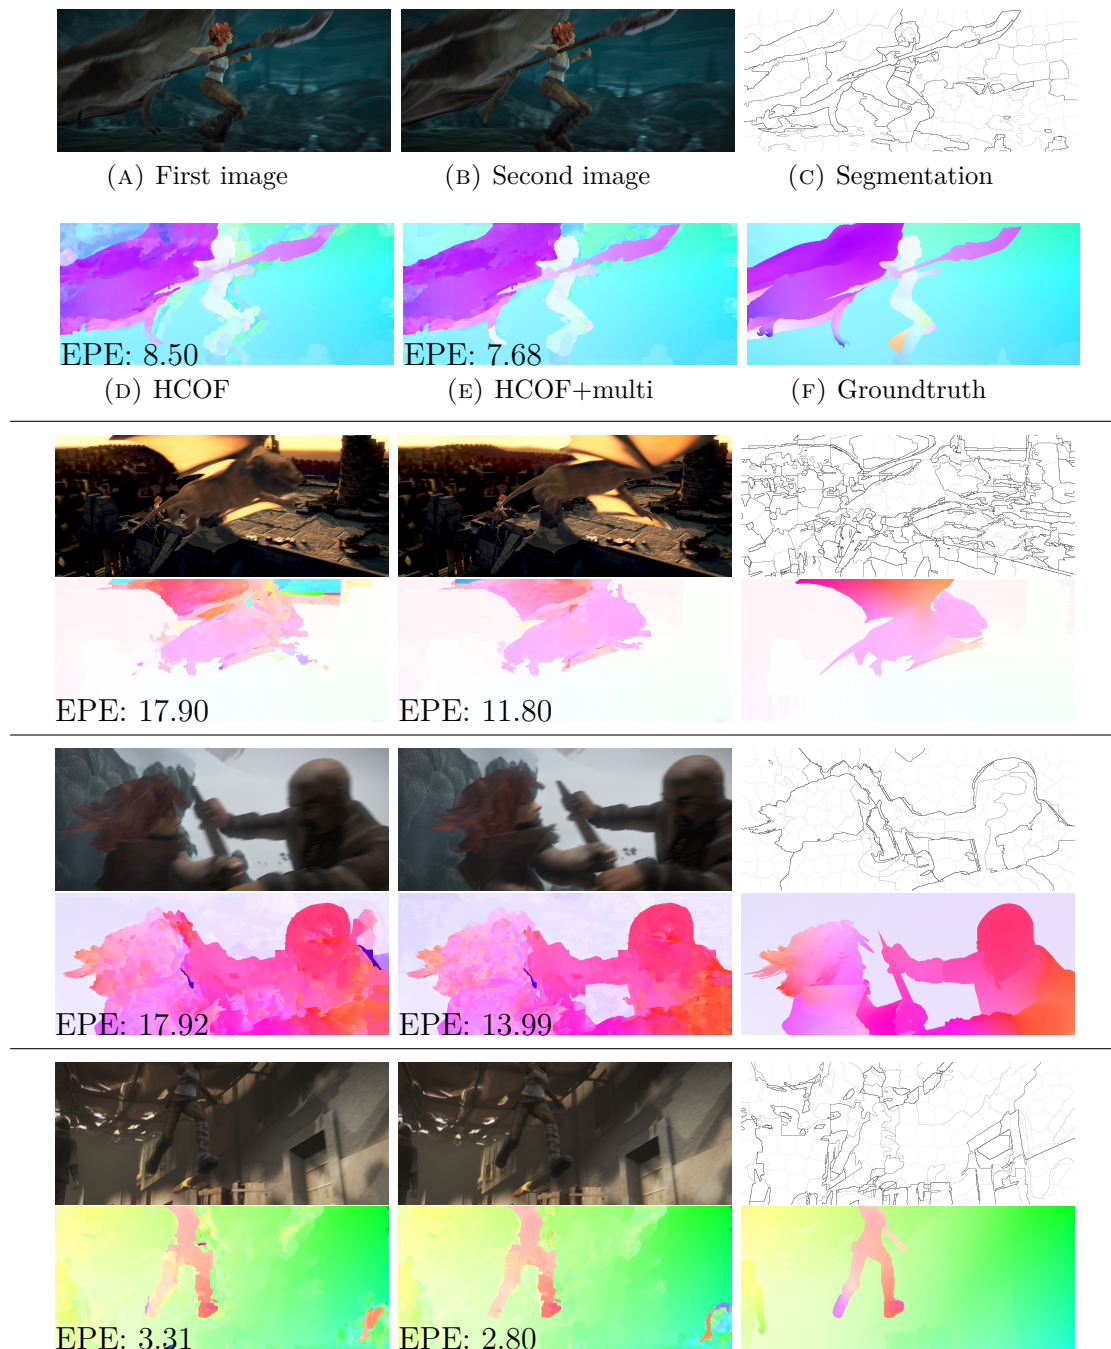 (A) First image
(B) Second image
(C) Segmentation
EPE: 8.50
EPE: 7.68
(D) HCOF
(E) HCOF+multi
(F) Groundtruth
EPE: 17.90
EPE: 11.80
EPE: 17.92
EPE: 13.99
EPE: 3.31
EPE: 2.80